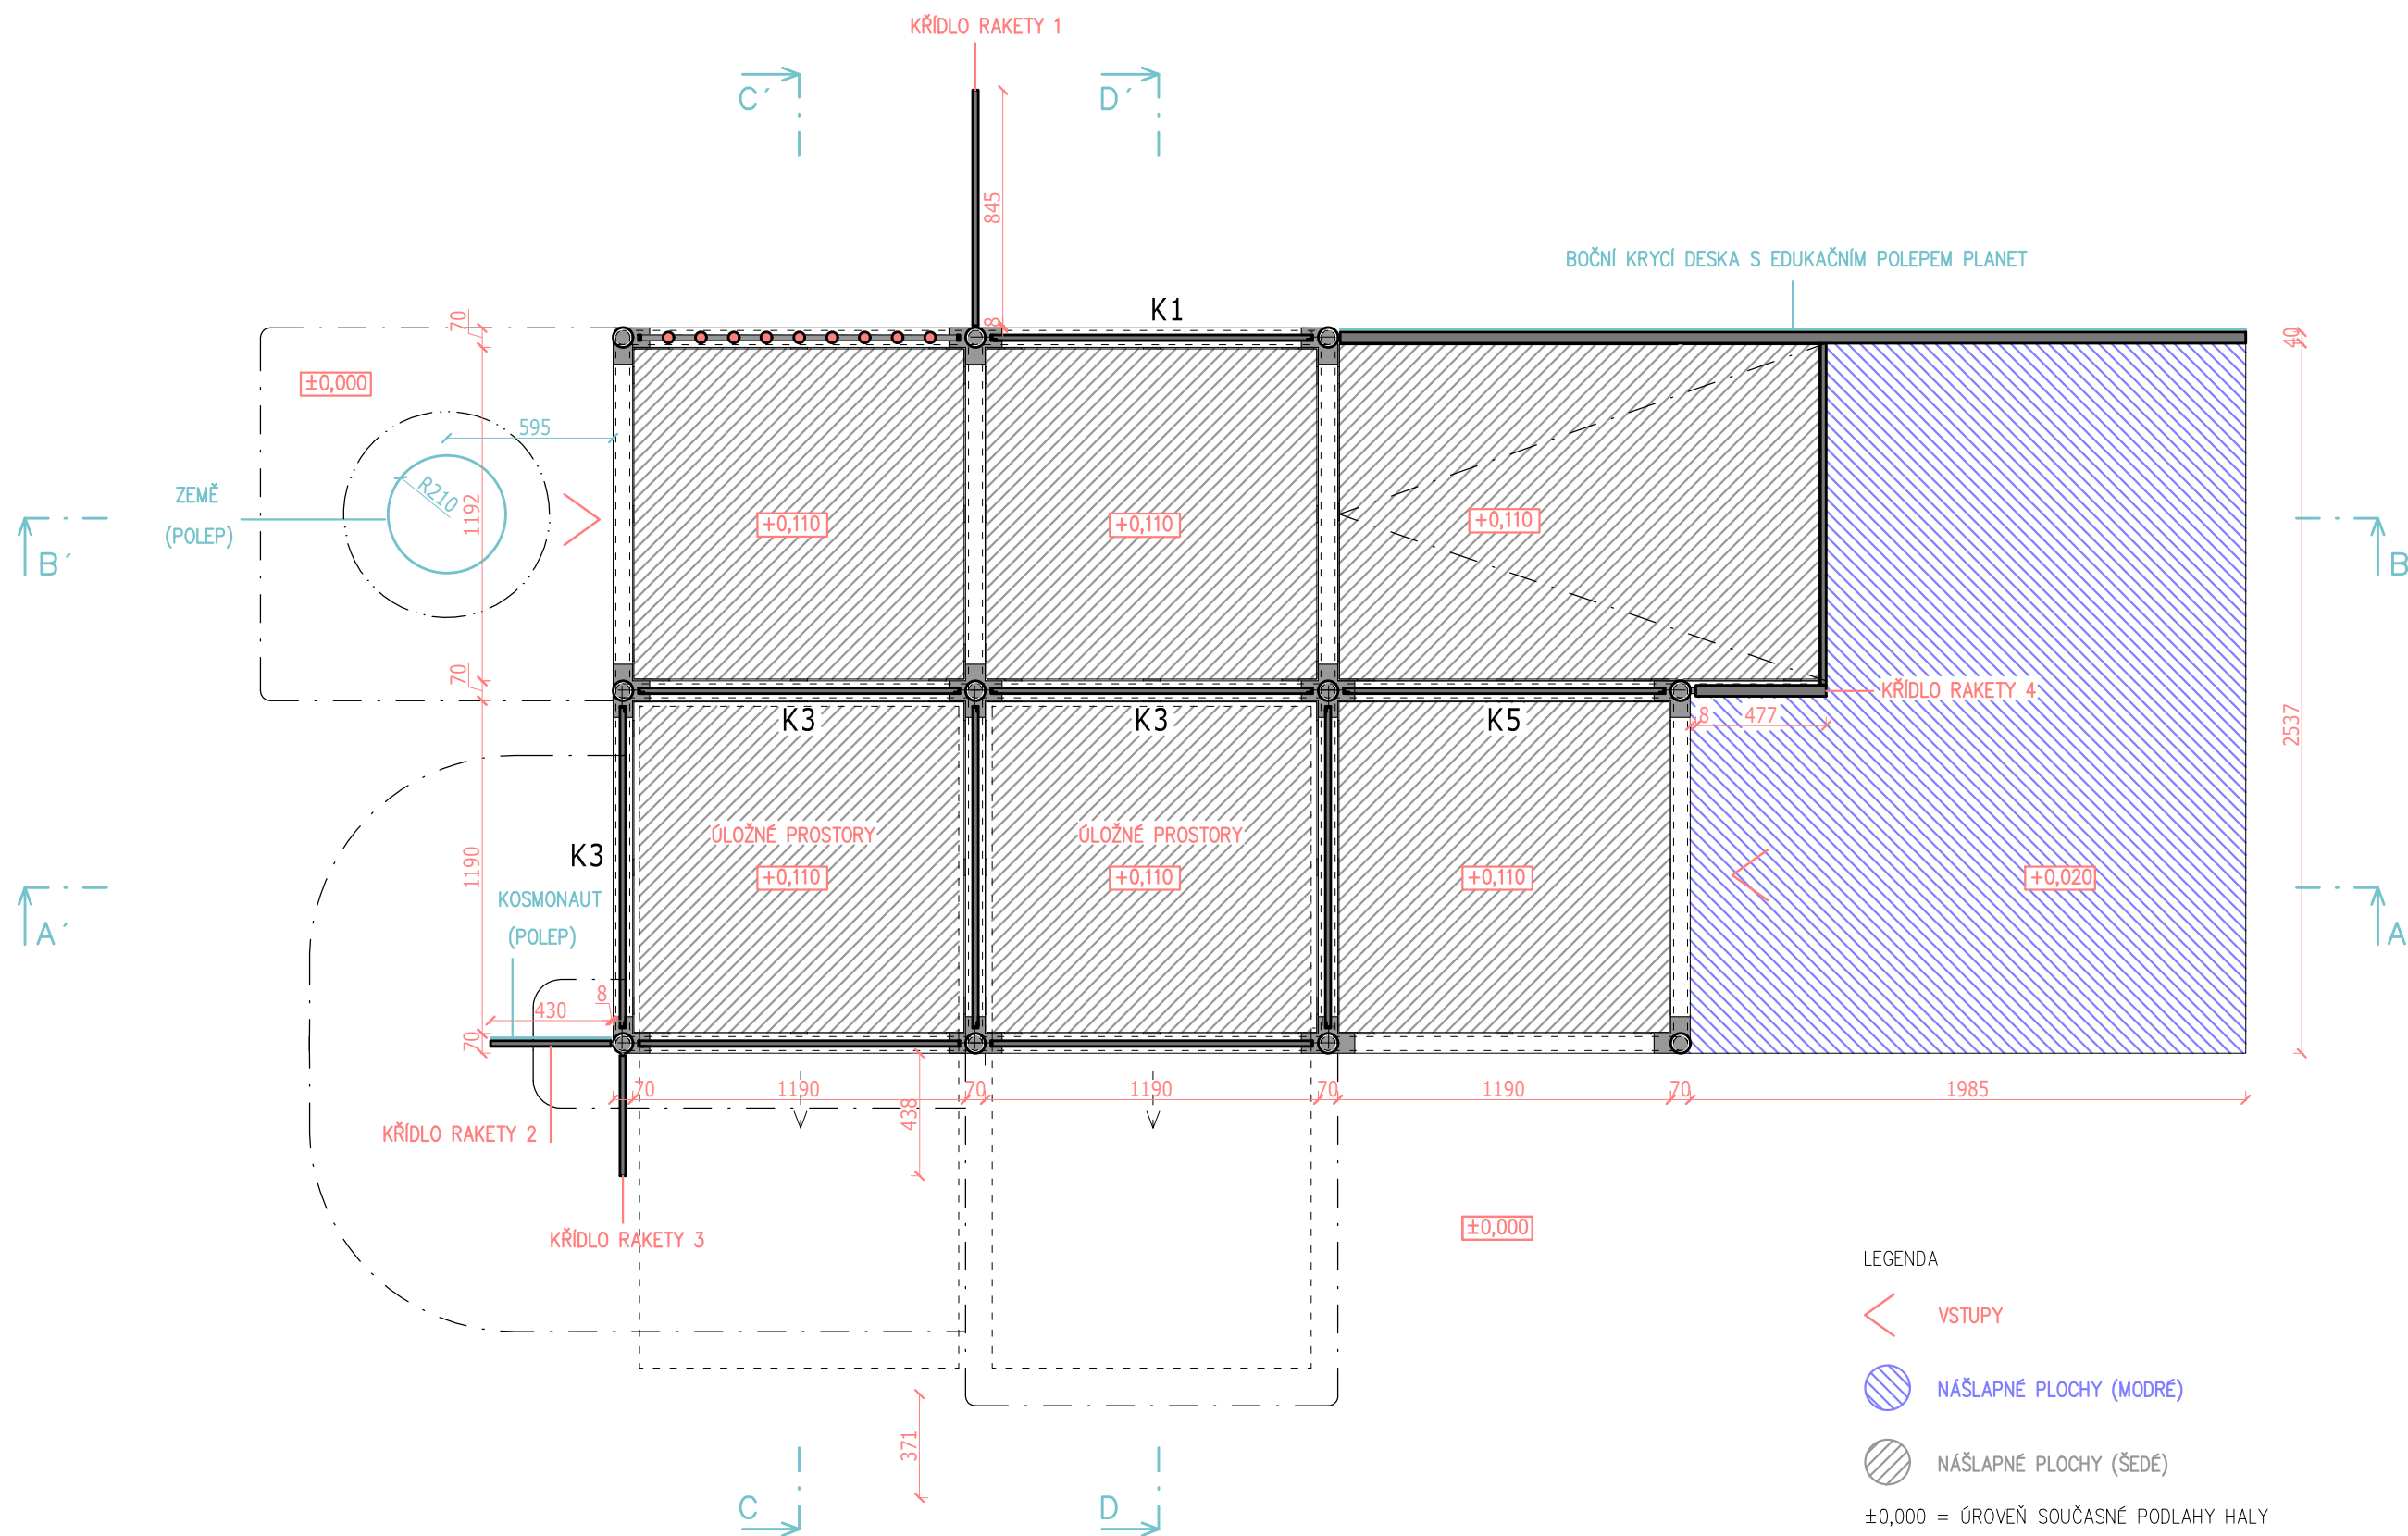 KŘÍDLO RAKETY 1
C´
D´
845
BOČNÍ KRYCÍ DESKA S EDUKAČNÍM POLEPEM PLANET
K1
70
8
40
±0,000
595
ZEMĚ
(POLEP)
R210
1192
+0,110
+0,110
+0,110
B´
B
70
K3
K3
K5
KŘÍDLO RAKETY 4
8
477
2537
ÚLOŽNÉ PROSTORY
ÚLOŽNÉ PROSTORY
K3
1190
+0,110
+0,110
+0,110
+0,020
KOSMONAUT
(POLEP)
A´
A
8
430
70
70
1190
70
1190
70
1190
70
1985
438
KŘÍDLO RAKETY 2
KŘÍDLO RAKETY 3
±0,000
LEGENDA
VSTUPY
NÁŠLAPNÉ PLOCHY (MODRÉ)
371
NÁŠLAPNÉ PLOCHY (ŠEDÉ)
C
D
±0,000 = ÚROVEŇ SOUČASNÉ PODLAHY HALY